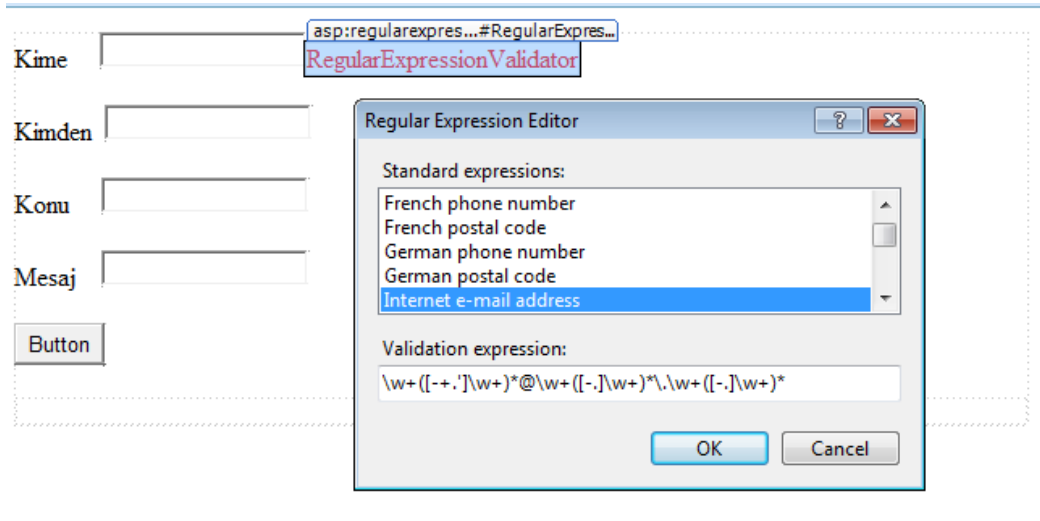 asp:regularexpres...#RegularExpres...
Kime RegularExpressionValidator
Kimden
Konu
Mesaj
Button
Regular Expression Editor
Standard expressions:
French phone number
French postal code
German phone number
German postal code
Internet e-mail address
Validation expression:
\w+([-+.']\w+)*@\w+([-.]\w+)*\.\w+([-.]\w+)*
OK Cancel